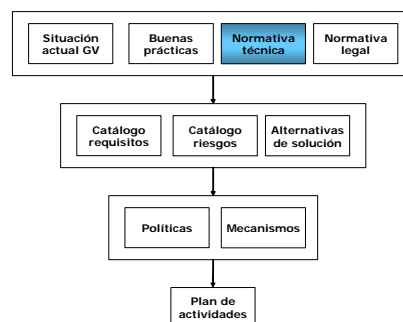 Situación
actual GV
Buenas
prácticas
Normativa
técnica
Normativa
legal
Catálogo
requisitos
Catálogo
riesgos
Alternativas
de solución
Políticas
Mecanismos
Plan de
actividades